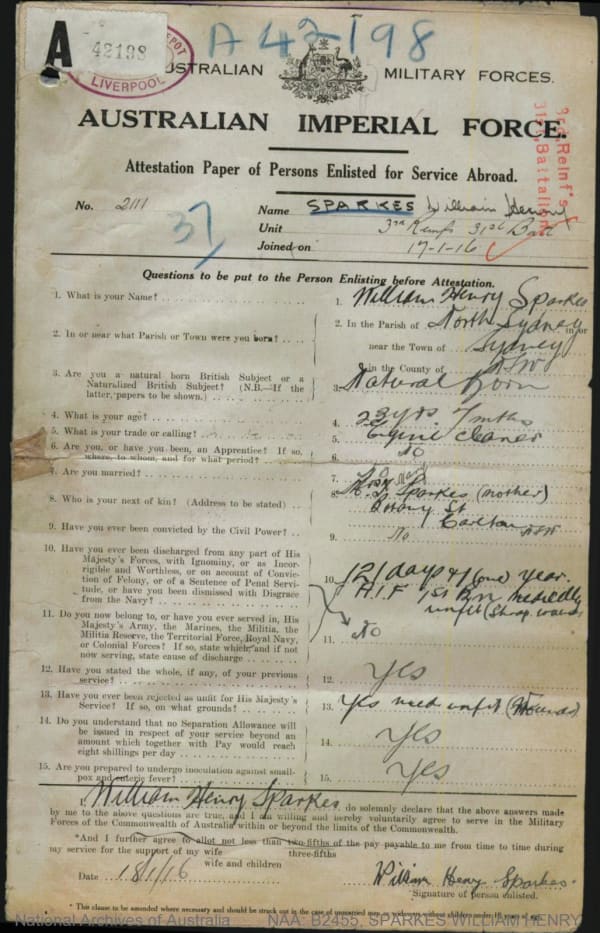 A
42198
DEPOT
LIVERPOOL
A 42198
AUSTRALIAN MILITARY FORCES.
AUSTRALIAN IMPERIAL FORCE.
3rd Reinf's
31st Battalion
Attestation Paper of Persons Enlisted for Service Abroad.
No. 2111
37
Name SPARKES William Henry
Unit 3rd Reinfs 31st Batt
Joined on 17-1-16
Questions to be put to the Person Enlisting before Attestation.
1. What is your Name? 1. William Henry Sparkes
2. In or near what Parish or Town were you born? 2. In the Parish of North Sydney in or
near the Town of Sydney
in the County of NSW
3. Are you a natural born British Subject or a
Naturalized British Subject? (N.B.—If the
latter, papers to be shown.) 3. Natural Born
4. What is your age? 4. 23 yrs. 7 mths
5. What is your trade or calling? 5. Engine Cleaner
6. Are you, or have you been, an Apprentice? If so,
where, to whom, and for what period? 6. No
7. Are you married? 7. No
8. Who is your next of kin? (Address to be stated) 8. Sparkes (mother)
Botany St
Carlton NSW
9. Have you ever been convicted by the Civil Power? 9. No
10. Have you ever been discharged from any part of His
Majesty's Forces, with Ignominy, or as Incor-
rigible and Worthless, or on account of Convic-
tion of Felony, or of a Sentence of Penal Servi-
tude, or have you been dismissed with Disgrace
from the Navy? 10. 121 days & 1 (one) year.
A.I.F 1st Bn medically
unfit
11. Do you now belong to, or have you ever served in, His
Majesty's Army, the Marines, the Militia, the
Militia Reserve, the Territorial Force, Royal Navy,
or Colonial Forces? If so, state which, and if not
now serving, state cause of discharge 11. No
12. Have you stated the whole, if any, of your previous
service? 12. Yes
13. Have you ever been rejected as unfit for His Majesty's
Service? If so, on what grounds? 13. Yes med unfit (Wounds)
14. Do you understand that no Separation Allowance will
be issued in respect of your service beyond an
amount which together with Pay would reach
eight shillings per day 14. Yes
15. Are you prepared to undergo inoculation against small-
pox and enteric fever? 15. Yes
I, William Henry Sparkes do solemnly declare that the above answers made
by me to the above questions are true, and I am willing and hereby voluntarily agree to serve in the Military
Forces of the Commonwealth of Australia within or beyond the limits of the Commonwealth.
*And I further agree to allot not less than two-fifths of the pay payable to me from time to time during
three-fifths
my service for the support of my wife
wife and children
Date 18/1/16 William Henry Sparkes
Signature of person enlisted.
* This clause to be amended where necessary and should be struck out in the case of unmarried men or widowers without children under 18 years of age.
National Archives of Australia NAA: B2455, SPARKES WILLIAM HENRY